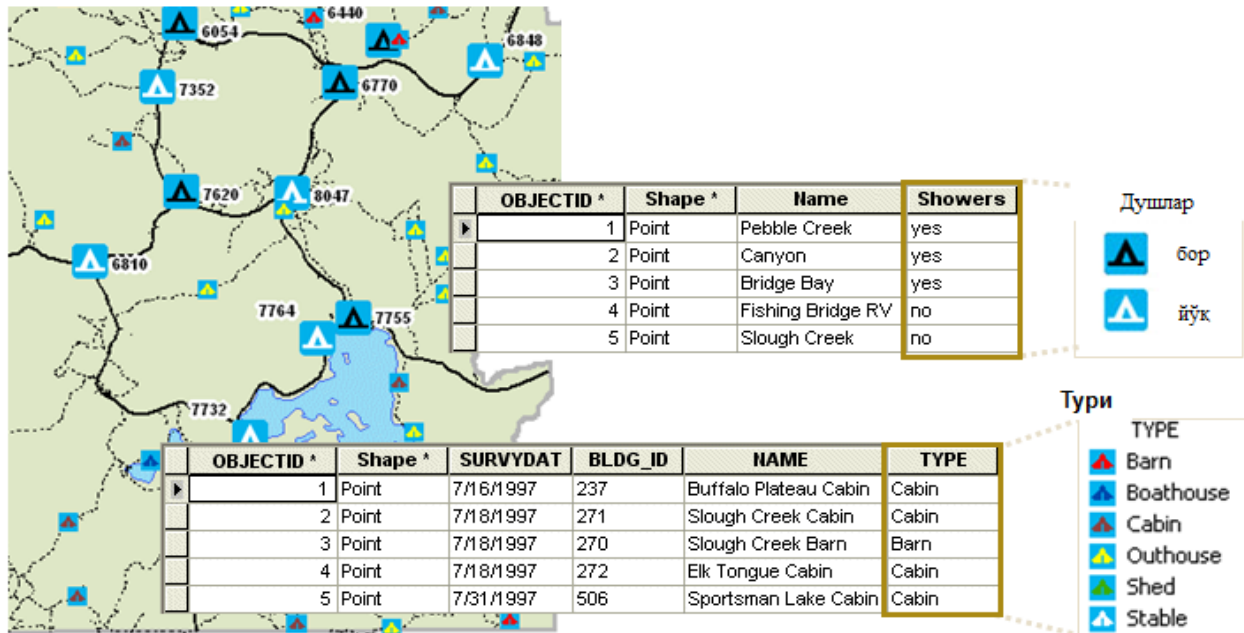 6440
6054
6848
7352
6770
7620
8047
6810
7764
7755
7732
OBJECTID * Shape * Name Showers
1 Point Pebble Creek yes
2 Point Canyon yes
3 Point Bridge Bay yes
4 Point Fishing Bridge RV no
5 Point Slough Creek no
Душлар
бор
йўқ
OBJECTID * Shape * SURVYDAT BLDG_ID NAME TYPE
1 Point 7/16/1997 237 Buffalo Plateau Cabin Cabin
2 Point 7/18/1997 271 Slough Creek Cabin Cabin
3 Point 7/18/1997 270 Slough Creek Barn Barn
4 Point 7/18/1997 272 Elk Tongue Cabin Cabin
5 Point 7/31/1997 506 Sportsman Lake Cabin Cabin
Тури
TYPE
Barn
Boathouse
Cabin
Outhouse
Shed
Stable